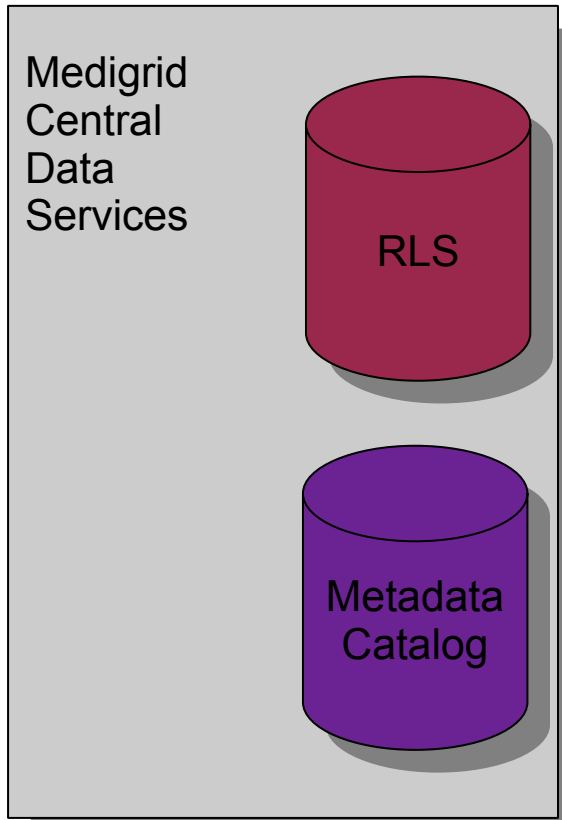 Medigrid
Central
Data
Services
RLS
Metadata
Catalog